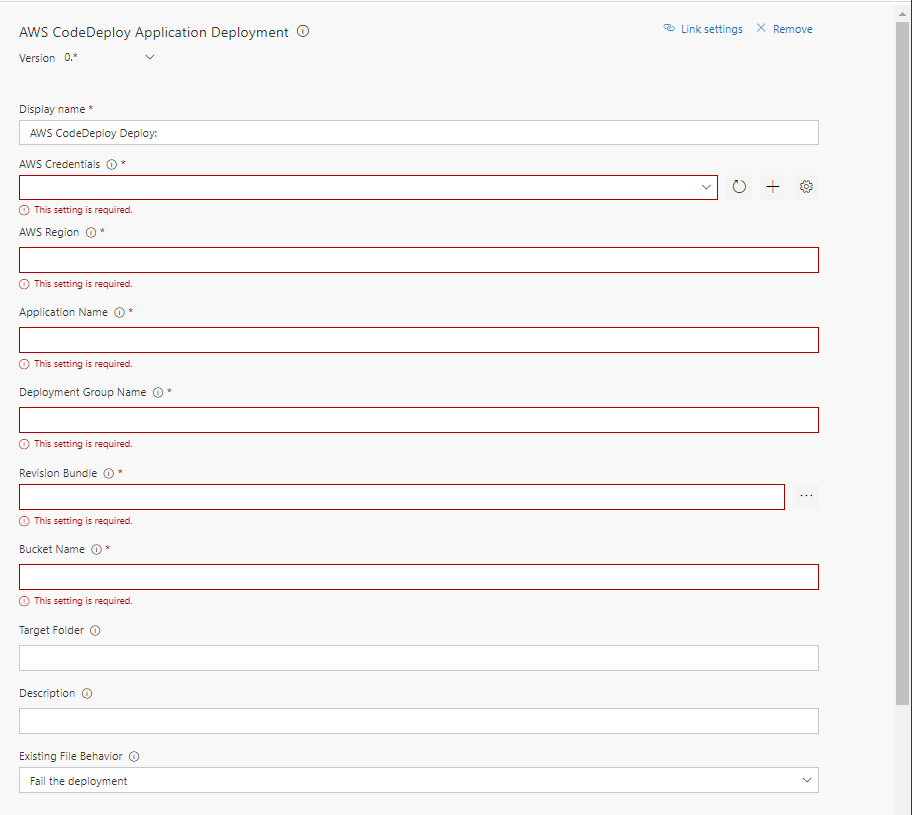 AWS CodeDeploy Application Deployment
Link settings
Remove
Version 0.*
Display name *
AWS CodeDeploy Deploy:
AWS Credentials *
This setting is required.
AWS Region *
This setting is required.
Application Name *
This setting is required.
Deployment Group Name *
This setting is required.
Revision Bundle *
...
This setting is required.
Bucket Name *
This setting is required.
Target Folder
Description
Existing File Behavior
Fail the deployment